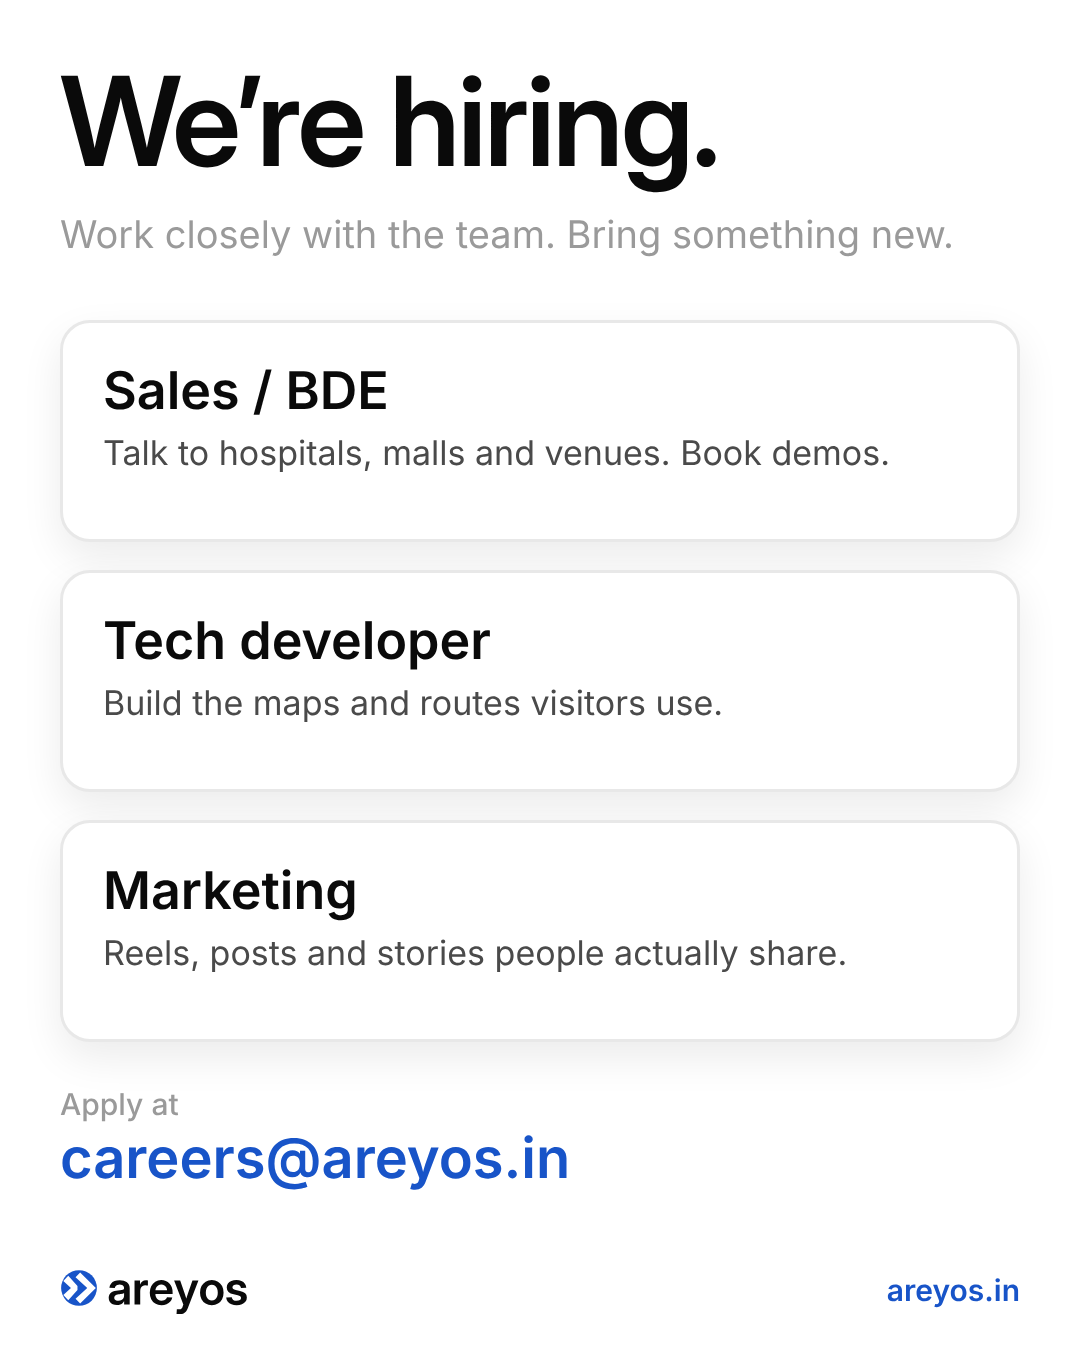 We’re hiring.
Work closely with the team. Bring something new.
Sales / BDE
Talk to hospitals, malls and venues. Book demos.
Tech developer
Build the maps and routes visitors use.
Marketing
Reels, posts and stories people actually share.
Apply at
careers@areyos.in
areyos
areyos.in